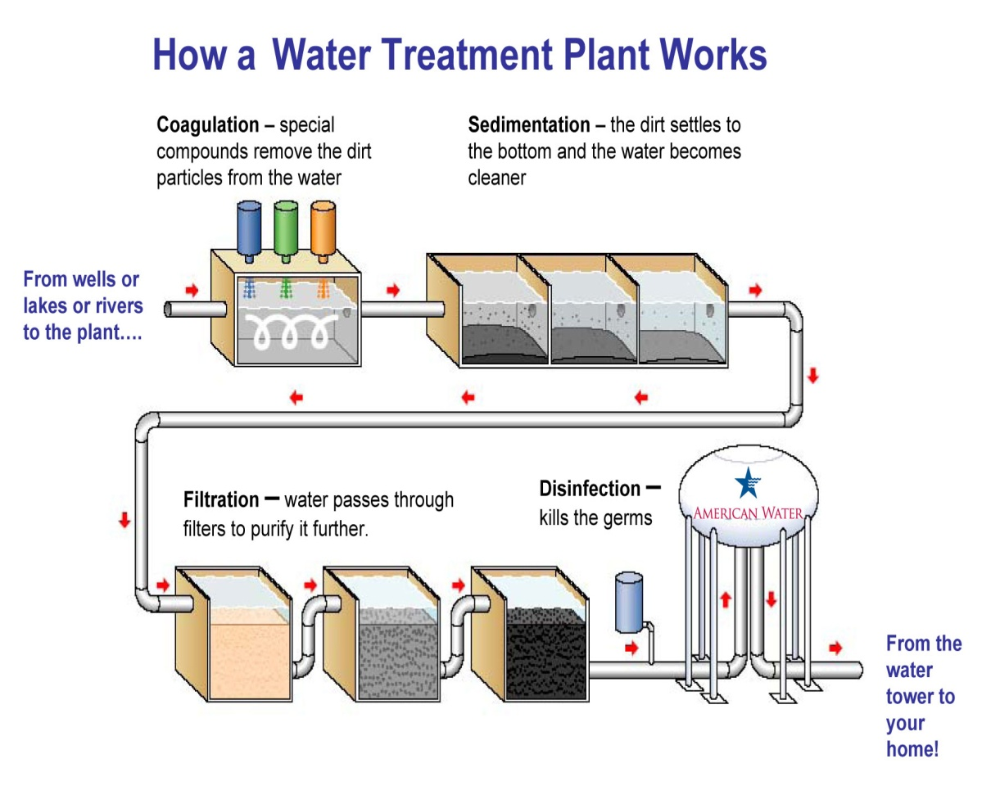 How a Water Treatment Plant Works
Coagulation – special
compounds remove the dirt
particles from the water
Sedimentation – the dirt settles to
the bottom and the water becomes
cleaner
From wells or
lakes or rivers
to the plant....
Filtration – water passes through
filters to purify it further.
Disinfection –
kills the germs
AMERICAN WATER
From the
water
tower to
your
home!